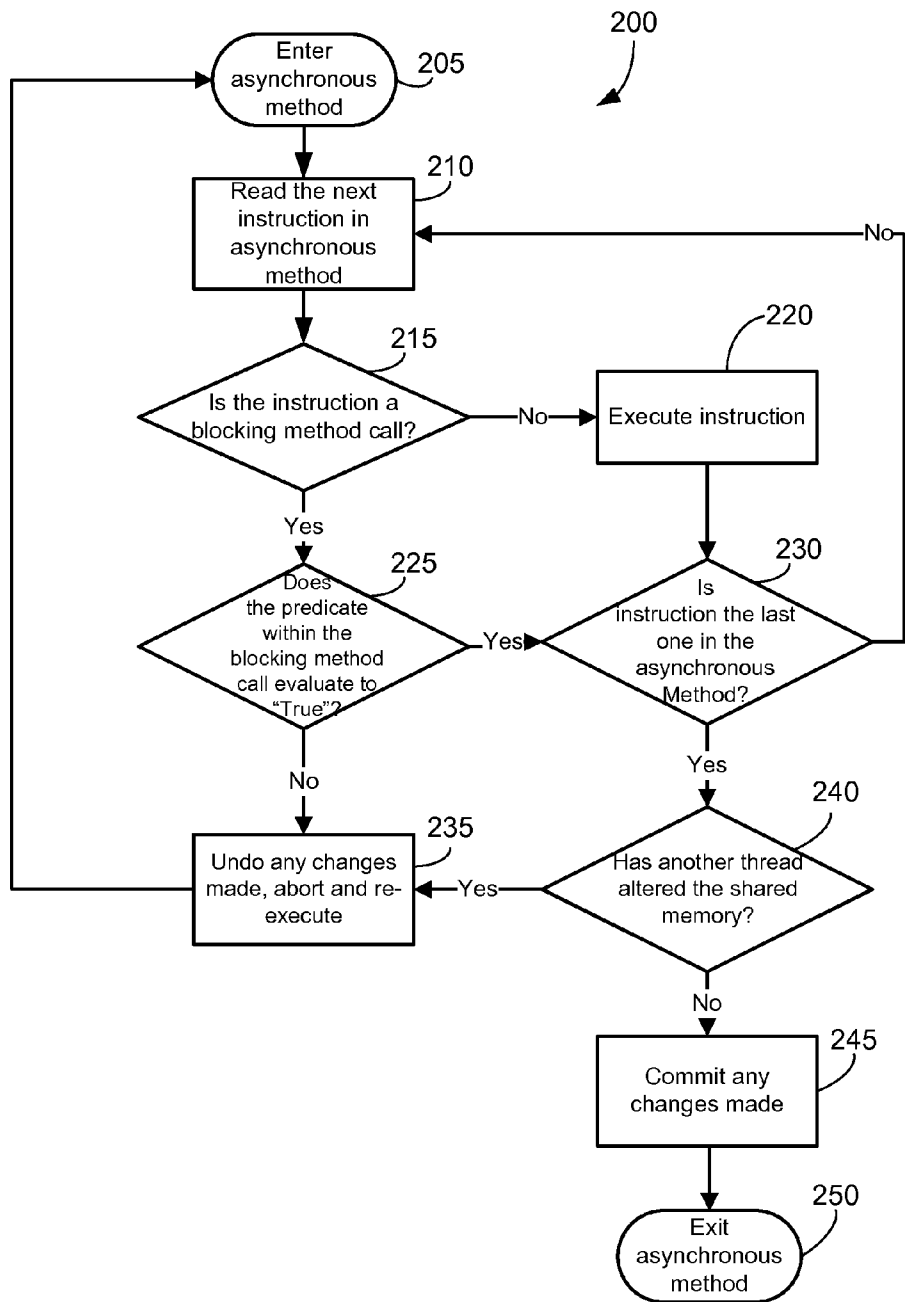 200
Enter
asynchronous
method
205
210
Read the next
instruction in
asynchronous
method
No
215
Is the instruction a
blocking method call?
No
220
Execute instruction
Yes
225
Does
the predicate
within the
blocking method
call evaluate to
“True”?
Yes
230
Is
instruction the last
one in the
asynchronous
Method?
No
Yes
235
Undo any changes
made, abort and re-
execute
Yes
240
Has another thread
altered the shared
memory?
No
245
Commit any
changes made
250
Exit
asynchronous
method